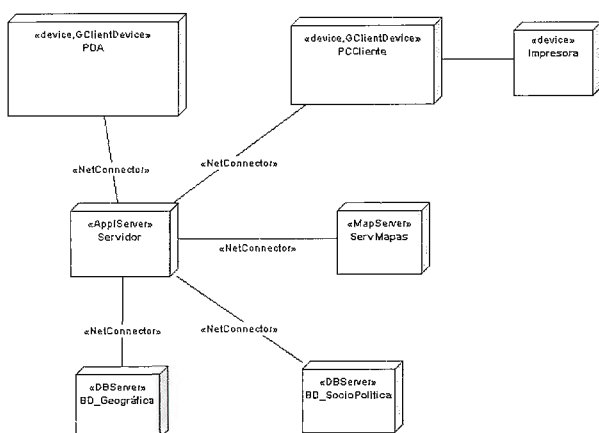 «device,GClientDevice»
PDA
«device,GClientDevice»
PCCliente
«device»
Impresora
«NetConnector»
«NetConnector»
«ApplServer»
Servidor
«MapServer»
ServMapas
«NetConnector»
«NetConnector»
«NetConnector»
«DBServer»
BD_Geográfica
«DBServer»
BD_SocioPolítica